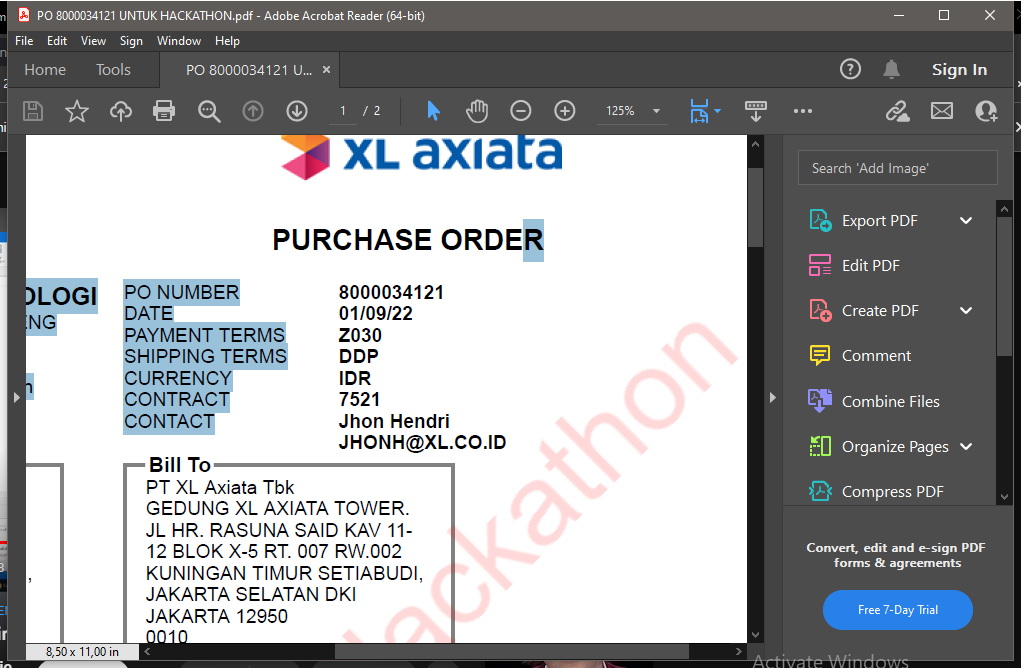 PO 8000034121 UNTUK HACKATHON.pdf - Adobe Acrobat Reader (64-bit)
File Edit View Sign Window Help
Home Tools PO 8000034121 U... × Sign In
1 / 2 125%
XL axiata
PURCHASE ORDER
OLOGI
ENG
PO NUMBER 8000034121
DATE 01/09/22
PAYMENT TERMS Z030
SHIPPING TERMS DDP
CURRENCY IDR
CONTRACT 7521
CONTACT Jhon Hendri
JHONH@XL.CO.ID
Bill To
PT XL Axiata Tbk
GEDUNG XL AXIATA TOWER.
JL HR. RASUNA SAID KAV 11-
12 BLOK X-5 RT. 007 RW.002
KUNINGAN TIMUR SETIABUDI,
JAKARTA SELATAN DKI
JAKARTA 12950
0010
hackathon
8,50 x 11,00 in
Search 'Add Image'
Export PDF
Edit PDF
Create PDF
Comment
Combine Files
Organize Pages
Compress PDF
Convert, edit and e-sign PDF
forms & agreements
Free 7-Day Trial
Activate Windows